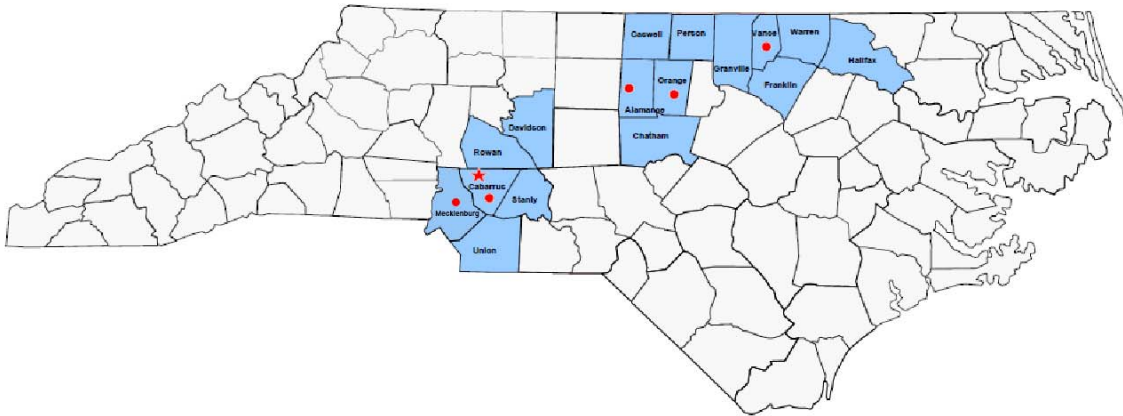 Caswell
Person
Vance
Warren
Granville
Halifax
Orange
Franklin
Alamance
Davidson
Chatham
Rowan
Cabarrus
Stanly
Mecklenburg
Union